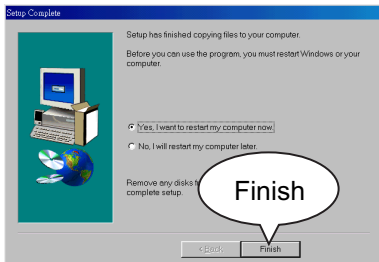 Setup Complete
Setup has finished copying files to your computer.
Before you can use the program, you must restart Windows or your
computer.
Yes, I want to restart my computer now.
No, I will restart my computer later.
Remove any disks
complete setup.
Finish
< Back
Finish